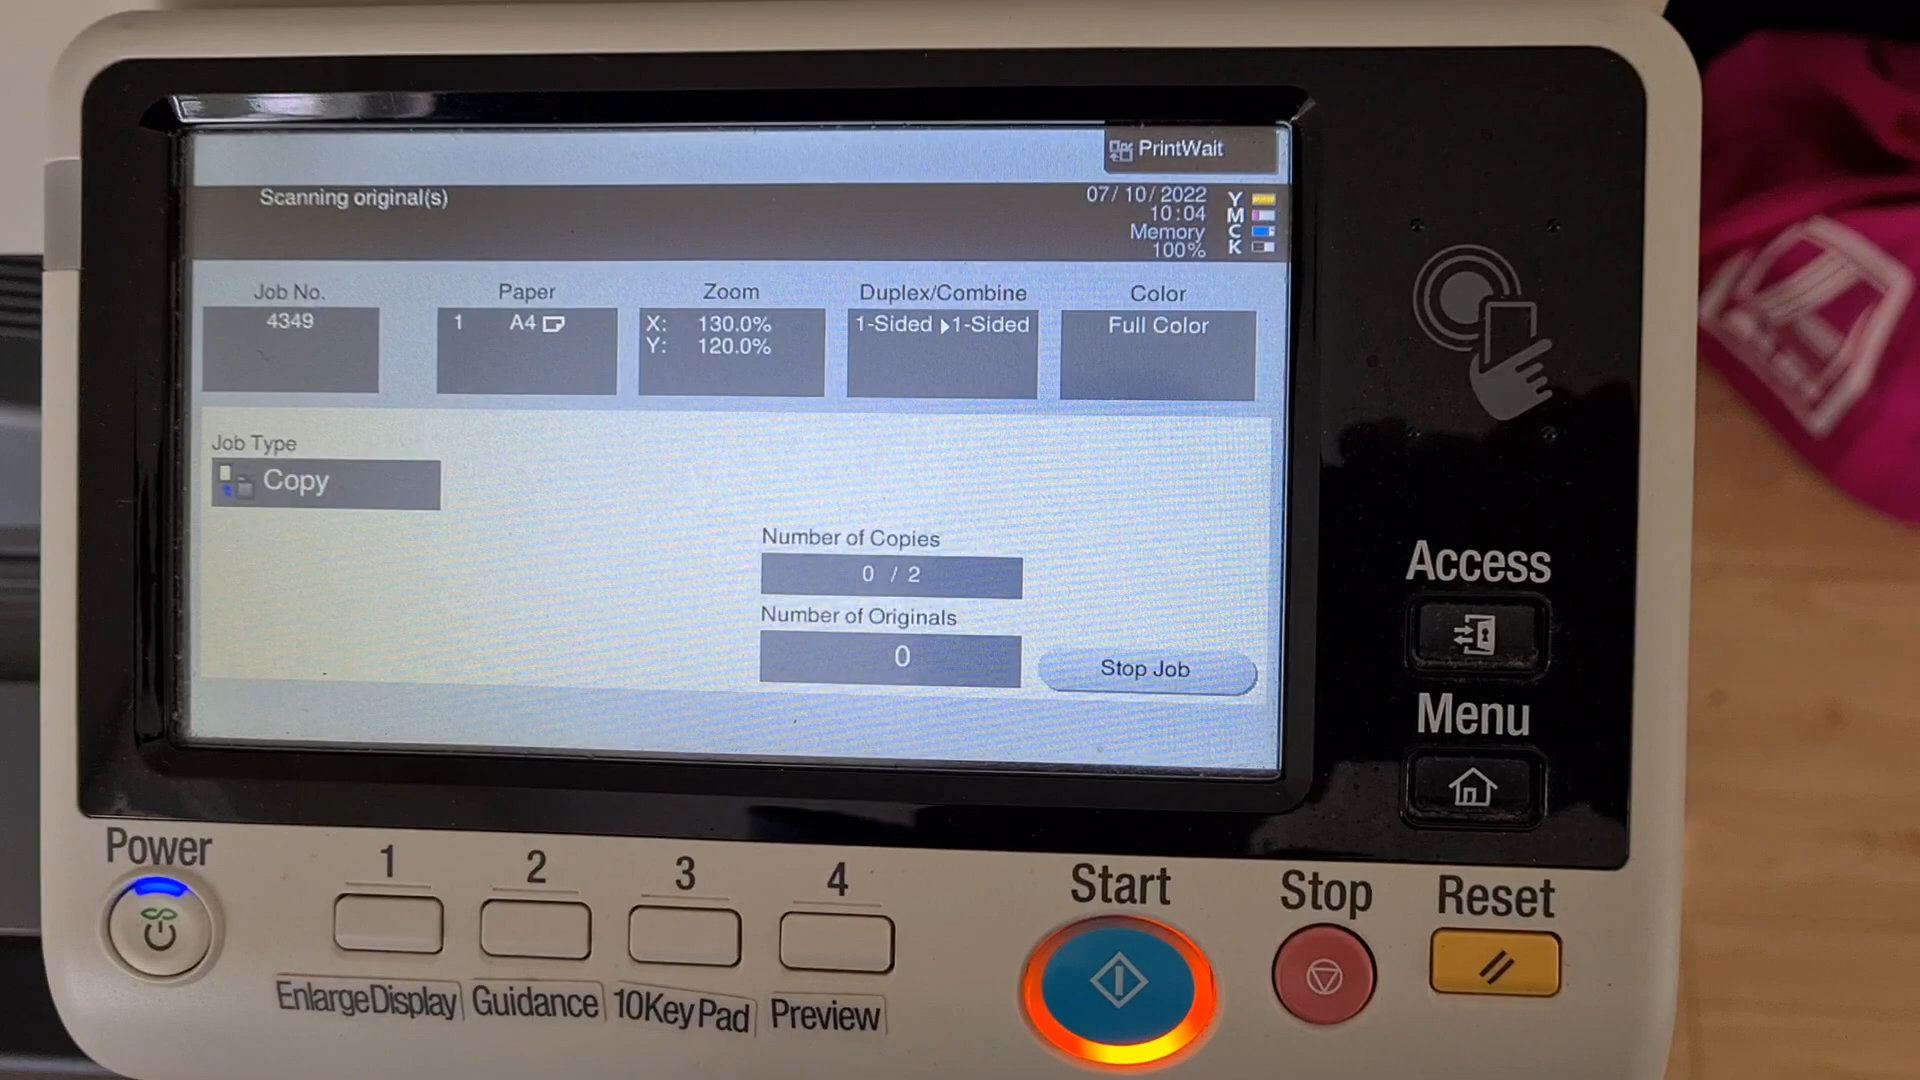 PrintWait
Scanning original(s)
07/10/2022
10:04
Memory
100%
Y
M
C
K
Job No.
4349
Paper
1 A4
Zoom
X: 130.0%
Y: 120.0%
Duplex/Combine
1-Sided ▶ 1-Sided
Color
Full Color
Job Type
Copy
Number of Copies
0 / 2
Number of Originals
0
Stop Job
Access
Menu
Power
1
2
3
4
Start
Stop
Reset
EnlargeDisplay
Guidance
10KeyPad
Preview